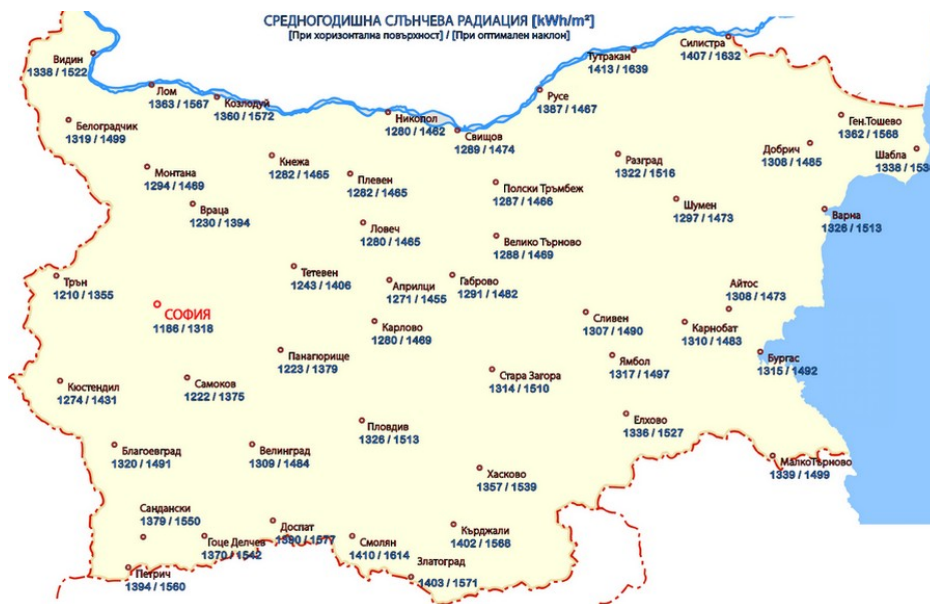 СРЕДНОГОДИШНА СЛЪНЧЕВА РАДИАЦИЯ [kWh/m²]
[При хоризонтална повърхност] / [При оптимален наклон]
Видин
1338 / 1522
Лом
1363 / 1567
Козлодуй
1360 / 1572
Никопол
1280 / 1462
Свищов
1289 / 1474
Русе
1387 / 1467
Тутракан
1413 / 1639
Силистра
1407 / 1632
Белоградчик
1319 / 1499
Ген.Тошево
1362 / 1568
Добрич
1308 / 1485
Шабла
1338 /
Монтана
1294 / 1469
Кнежа
1282 / 1465
Плевен
1282 / 1465
Полски Тръмбеж
1287 / 1466
Разград
1322 / 1516
Шумен
1297 / 1473
Варна
1326 / 1513
Враца
1230 / 1394
Ловеч
1280 / 1465
Велико Търново
1288 / 1469
Трън
1210 / 1355
Тетевен
1243 / 1406
Априлци
1271 / 1455
Габрово
1291 / 1482
Айтос
1308 / 1473
СОФИЯ
1186 / 1318
Карлово
1280 / 1469
Сливен
1307 / 1490
Карнобат
1310 / 1483
Бургас
1315 / 1492
Панагюрище
1223 / 1379
Ямбол
1317 / 1497
Стара Загора
1314 / 1510
Кюстендил
1274 / 1431
Самоков
1222 / 1375
Пловдив
1326 / 1513
Елхово
1336 / 1527
Благоевград
1320 / 1491
Велинград
1309 / 1484
Хасково
1357 / 1539
МалкоТърново
1339 / 1499
Сандански
1379 / 1550
Гоце Делчев
1370 / 1542
Доспат
1390 / 1577
Смолян
1410 / 1614
Кърджали
1402 / 1568
Златоград
1403 / 1571
Петрич
1394 / 1560